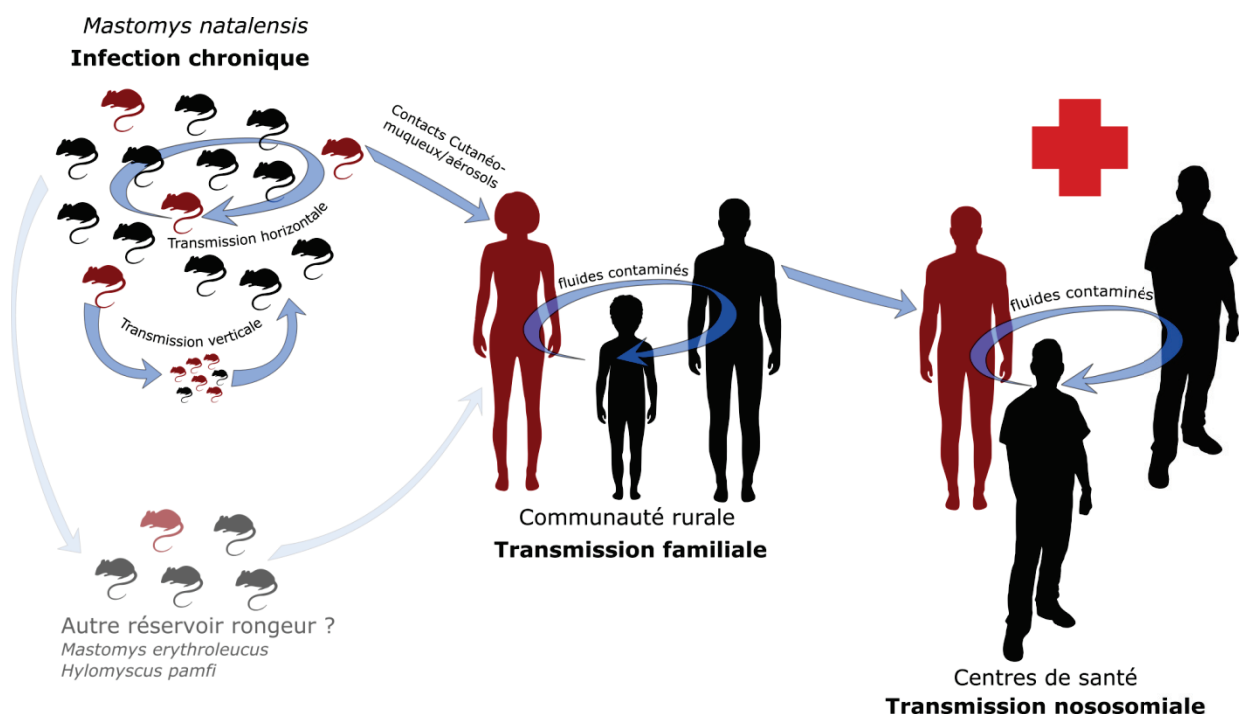 Mastomys natalensis
Infection chronique
Contacts Cutanéo-
muqueux/aérosols
Transmission horizontale
Transmission verticale
fluides contaminés
fluides contaminés
Communauté rurale
Transmission familiale
Autre réservoir rongeur ?
Mastomys erythroleucus
Hylomyscus pamfi
Centres de santé
Transmission nososomiale